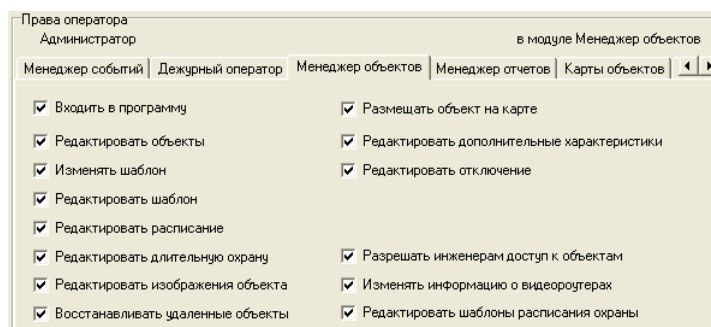 Права оператора
Администратор в модуле Менеджер объектов
Менеджер событий Дежурный оператор Менеджер объектов Менеджер отчетов Карты объектов
Входить в программу Размещать объект на карте
Редактировать объекты Редактировать дополнительные характеристики
Изменять шаблон Редактировать отключение
Редактировать шаблон
Редактировать расписание
Редактировать длительную охрану Разрешать инженерам доступ к объектам
Редактировать изображения объекта Изменять информацию о видеороутерах
Восстанавливать удаленные объекты Редактировать шаблоны расписания охраны